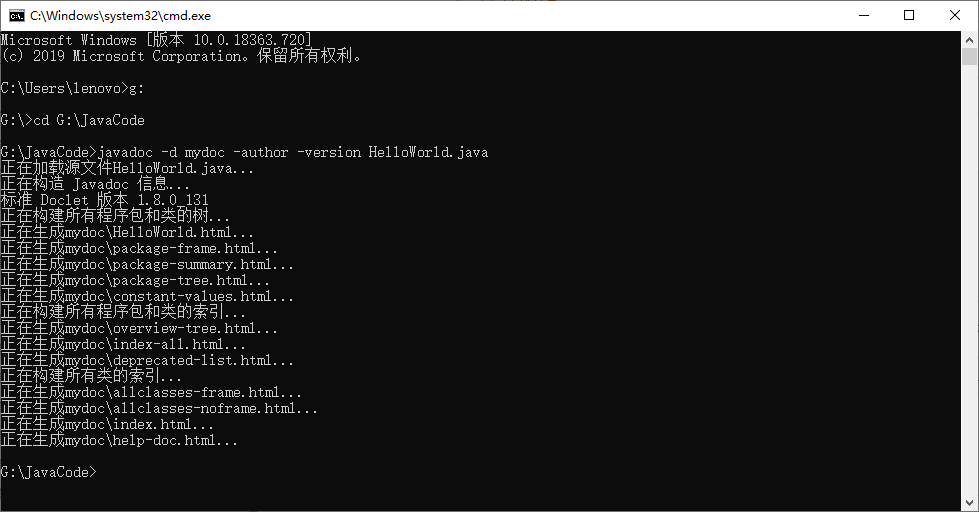 C:\Windows\system32\cmd.exe
Microsoft Windows [版本 10.0.18363.720]
(c) 2019 Microsoft Corporation。保留所有权利。
C:\Users\lenovo>g:
G:\>cd G:\JavaCode
G:\JavaCode>javadoc -d mydoc -author -version HelloWorld.java
正在加载源文件HelloWorld.java...
正在构造 Javadoc 信息...
标准 Doclet 版本 1.8.0_131
正在构建所有程序包和类的树...
正在生成mydoc\HelloWorld.html...
正在生成mydoc\package-frame.html...
正在生成mydoc\package-summary.html...
正在生成mydoc\package-tree.html...
正在生成mydoc\constant-values.html...
正在构建所有程序包和类的索引...
正在生成mydoc\overview-tree.html...
正在生成mydoc\index-all.html...
正在生成mydoc\deprecated-list.html...
正在构建所有类的索引...
正在生成mydoc\allclasses-frame.html...
正在生成mydoc\allclasses-noframe.html...
正在生成mydoc\index.html...
正在生成mydoc\help-doc.html...
G:\JavaCode>